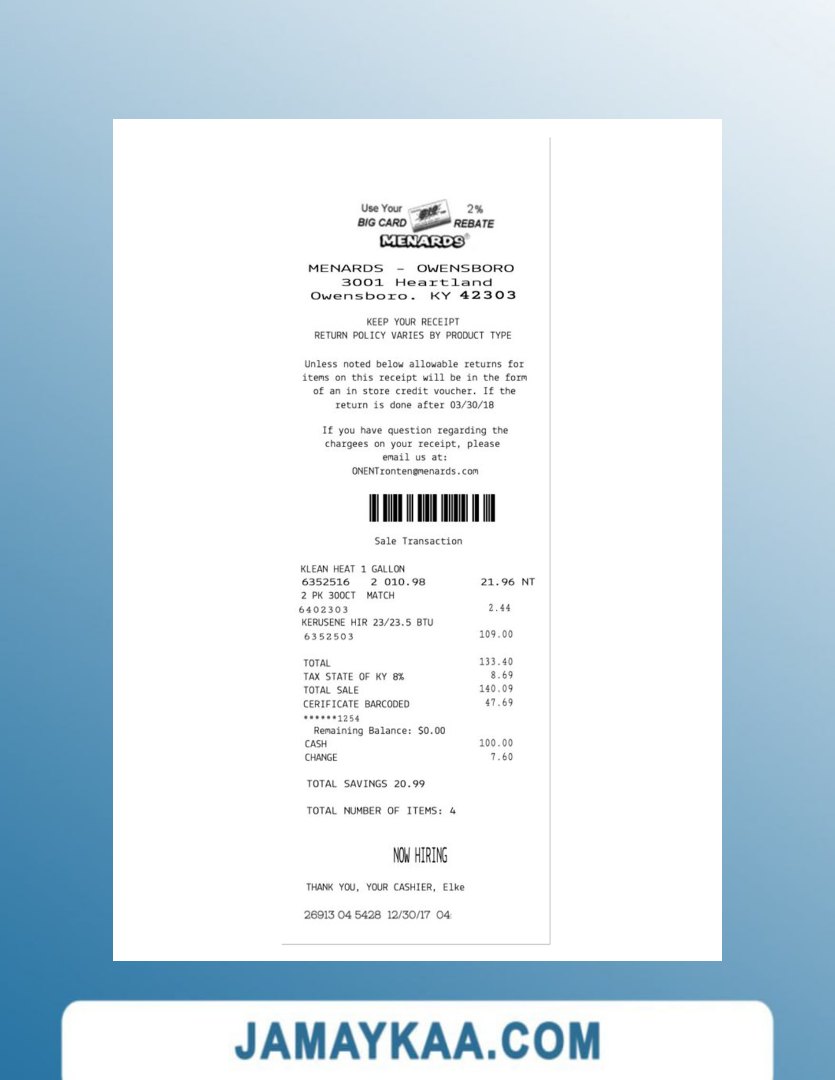 Use Your 2%
BIG CARD REBATE
MENARDS®
MENARDS - OWENSBORO
3001 Heartland
Owensboro. KY 42303
KEEP YOUR RECEIPT
RETURN POLICY VARIES BY PRODUCT TYPE
Unless noted below allowable returns for
items on this receipt will be in the form
of an in store credit voucher. If the
return is done after 03/30/18
If you have question regarding the
chargees on your receipt, please
email us at:
ONENTronten@menards.com
Sale Transaction
KLEAN HEAT 1 GALLON
6352516 2 010.98 21.96 NT
2 PK 300CT MATCH
6402303 2.44
KERUSENE HIR 23/23.5 BTU
6352503 109.00
TOTAL 133.40
TAX STATE OF KY 8% 8.69
TOTAL SALE 140.09
CERIFICATE BARCODED 47.69
******1254
Remaining Balance: $0.00
CASH 100.00
CHANGE 7.60
TOTAL SAVINGS 20.99
TOTAL NUMBER OF ITEMS: 4
NOW HIRING
THANK YOU, YOUR CASHIER, Elke
26913 04 5428 12/30/17 04
JAMAYKAA.COM